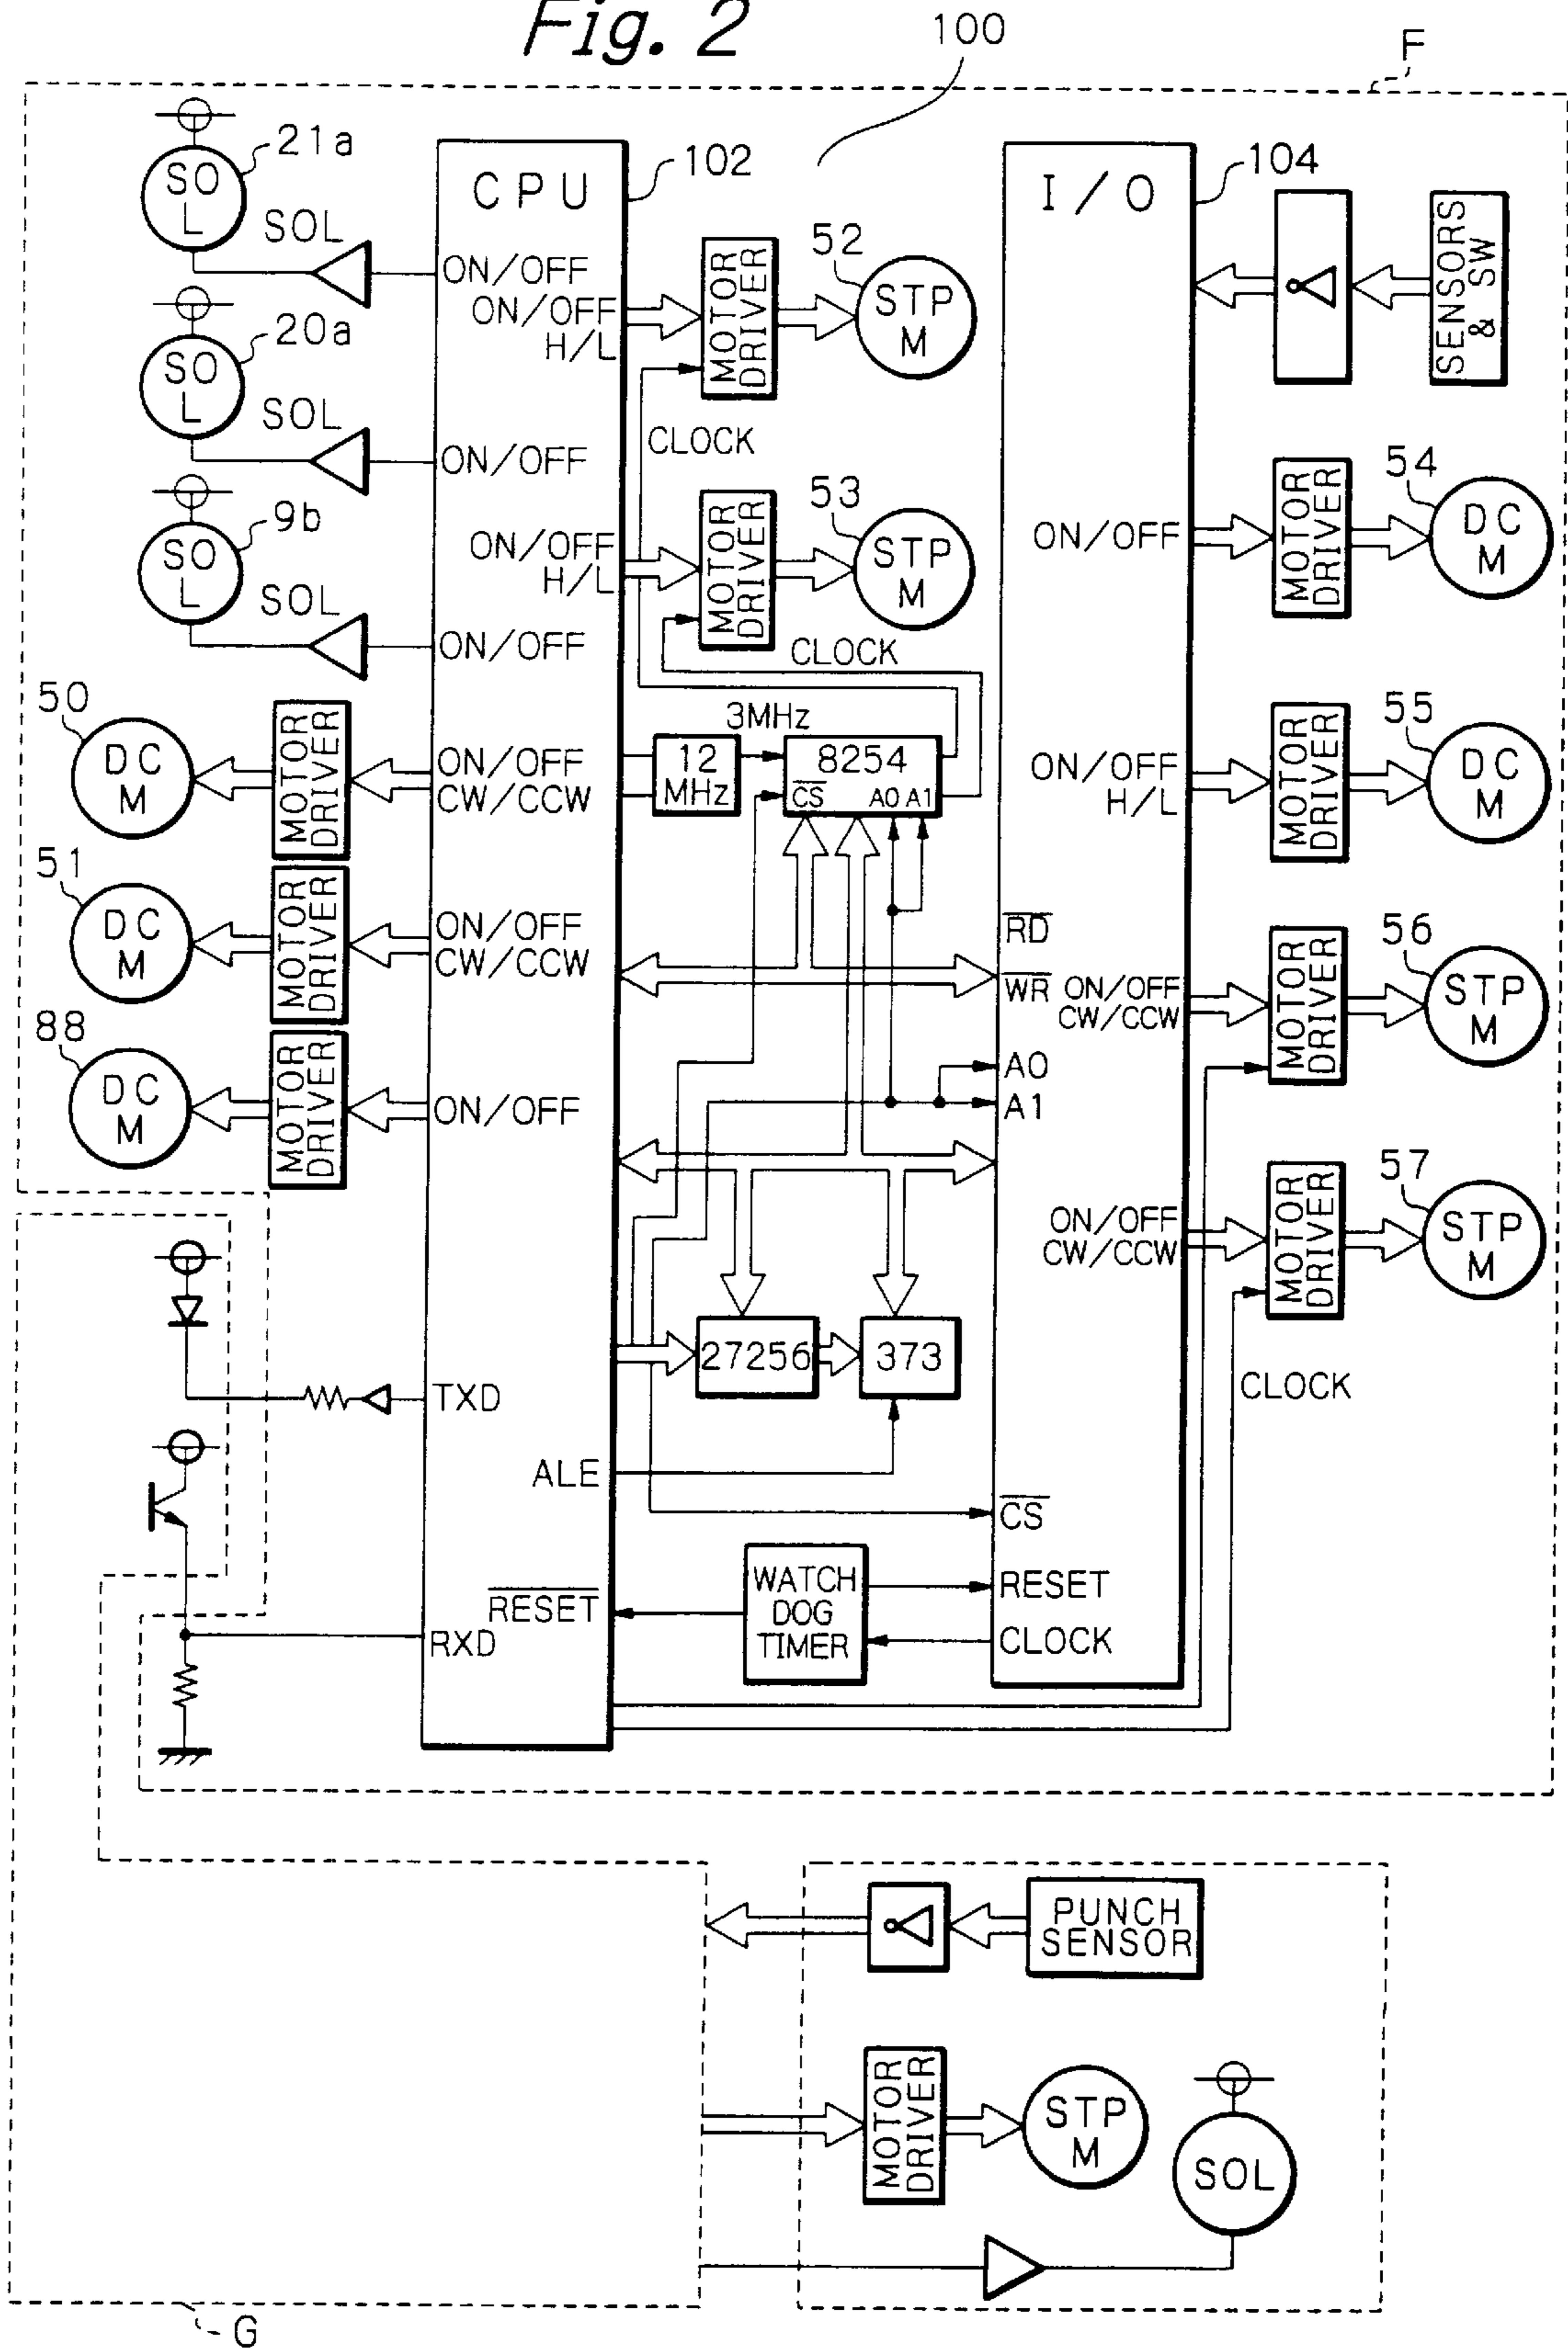 Fig. 2
100
F
21a
SO
L
SOL
CPU
102
ON/OFF
ON/OFF
H/L
MOTOR
DRIVER
52
STP
M
I/O
104
SENSORS
& SW
20a
SO
L
SOL
ON/OFF
CLOCK
9b
SO
L
SOL
ON/OFF
ON/OFF
H/L
MOTOR
DRIVER
53
STP
M
CLOCK
ON/OFF
MOTOR
DRIVER
54
DC
M
50
DC
M
MOTOR
DRIVER
ON/OFF
CW/CCW
12
MHz
3MHz
8254
CS
A0 A1
ON/OFF
H/L
MOTOR
DRIVER
55
DC
M
51
DC
M
MOTOR
DRIVER
ON/OFF
CW/CCW
RD
WR
ON/OFF
CW/CCW
MOTOR
DRIVER
56
STP
M
88
DC
M
MOTOR
DRIVER
ON/OFF
A0
A1
ON/OFF
CW/CCW
MOTOR
DRIVER
57
STP
M
27256
373
CLOCK
TXD
ALE
CS
RESET
WATCH
DOG
TIMER
RESET
CLOCK
RXD
PUNCH
SENSOR
MOTOR
DRIVER
STP
M
SOL
G